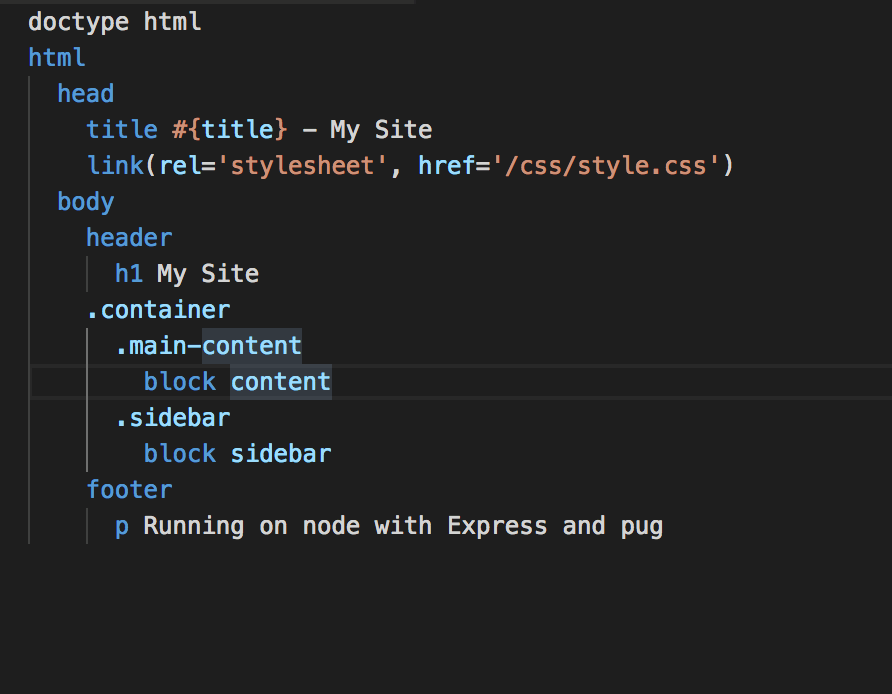 doctype html
html
  head
    title #{title} - My Site
    link(rel='stylesheet', href='/css/style.css')
  body
    header
      h1 My Site
    .container
      .main-content
        block content
      .sidebar
        block sidebar
    footer
      p Running on node with Express and pug